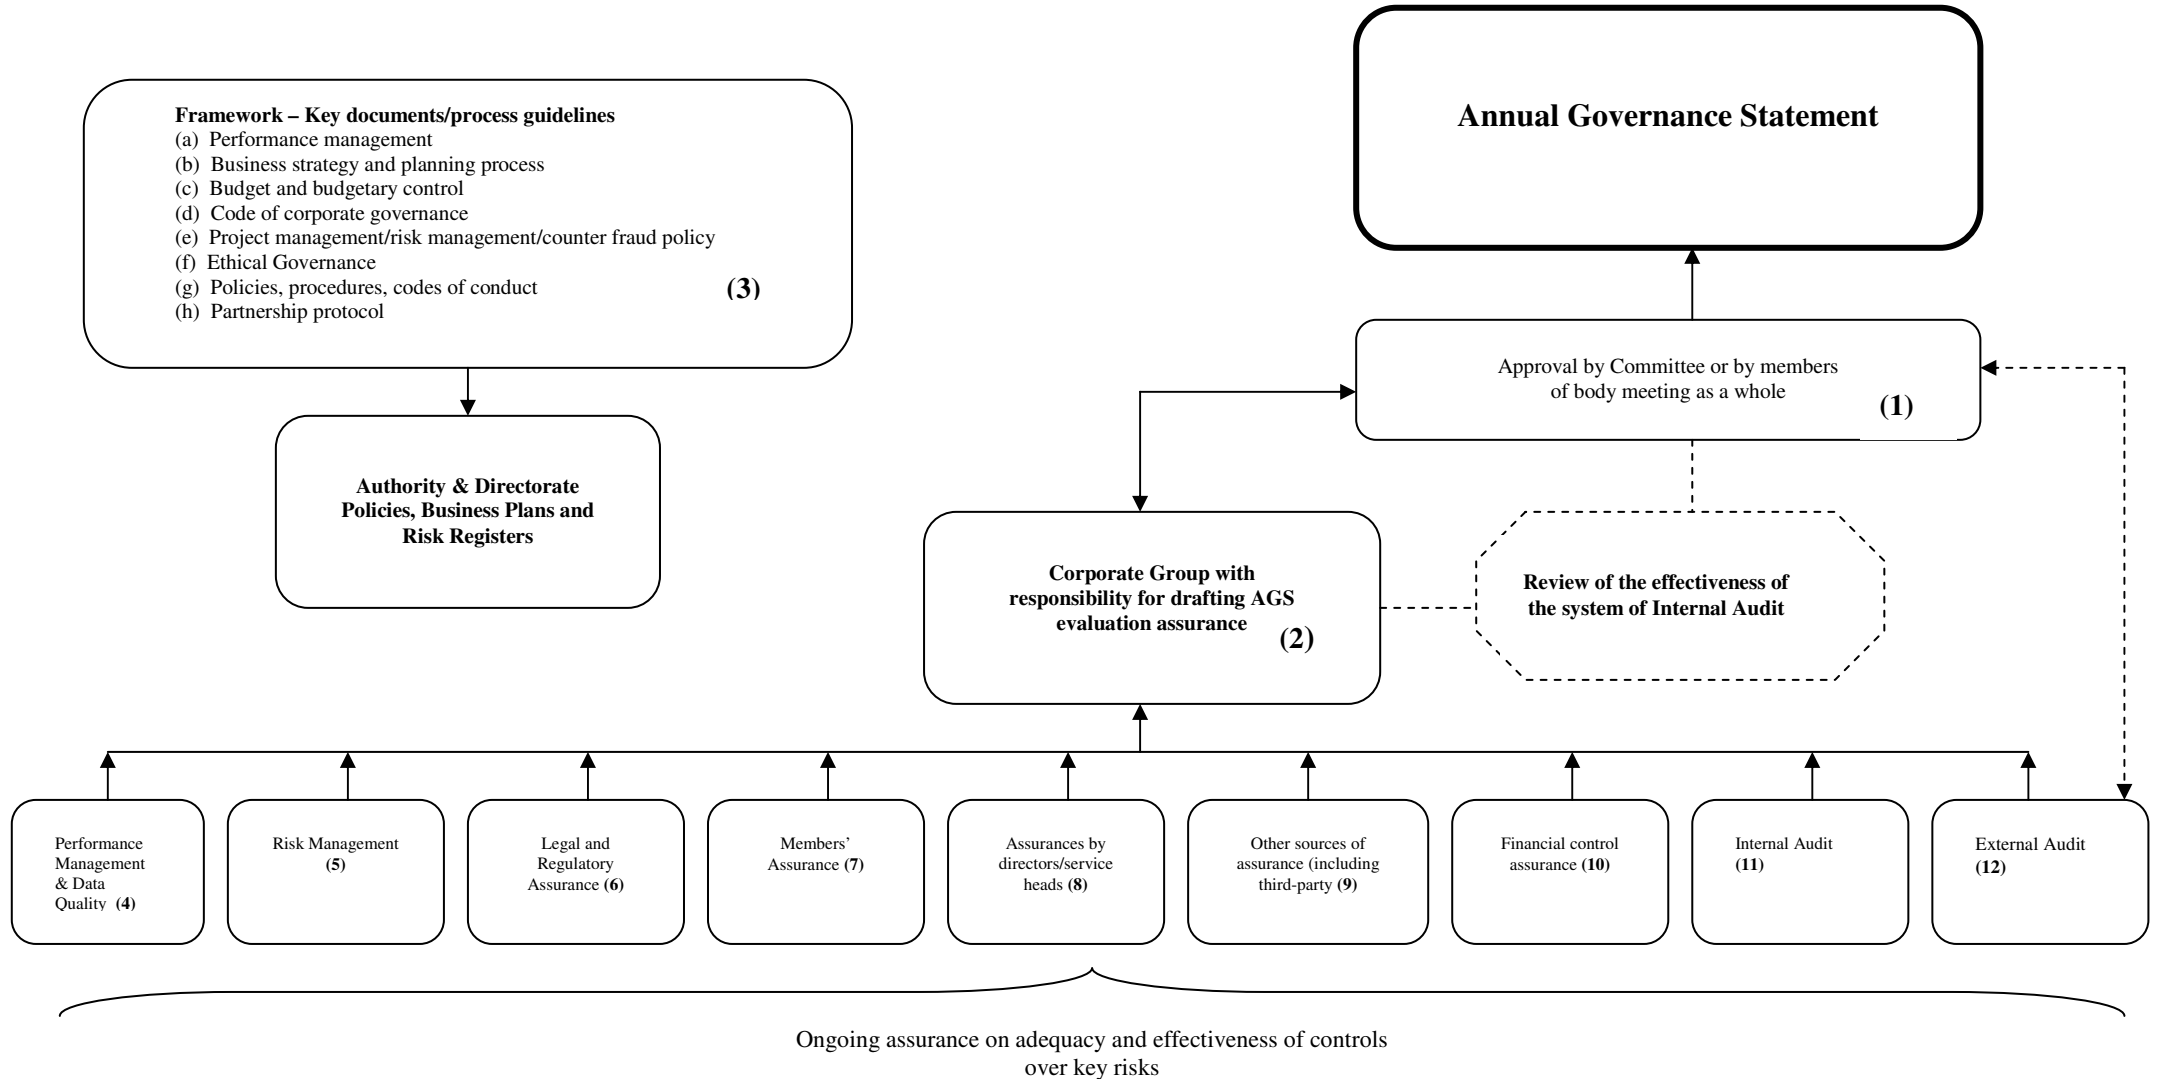 Annual Governance Statement
Framework – Key documents/process guidelines
(a) Performance management
(b) Business strategy and planning process
(c) Budget and budgetary control
(d) Code of corporate governance
(e) Project management/risk management/counter fraud policy
(f) Ethical Governance
(g) Policies, procedures, codes of conduct
(3)
(h) Partnership protocol
Approval by Committee or by members
of body meeting as a whole
(1)
Authority & Directorate
Policies, Business Plans and
Risk Registers
Corporate Group with
responsibility for drafting AGS
evaluation assurance
(2)
Review of the effectiveness of
the system of Internal Audit
Performance
Management
& Data
Quality (4)
Risk Management
(5)
Legal and
Regulatory
Assurance (6)
Members’
Assurance (7)
Assurances by
directors/service
heads (8)
Other sources of
assurance (including
third-party (9)
Financial control
assurance (10)
Internal Audit
(11)
External Audit
(12)
Ongoing assurance on adequacy and effectiveness of controls
over key risks